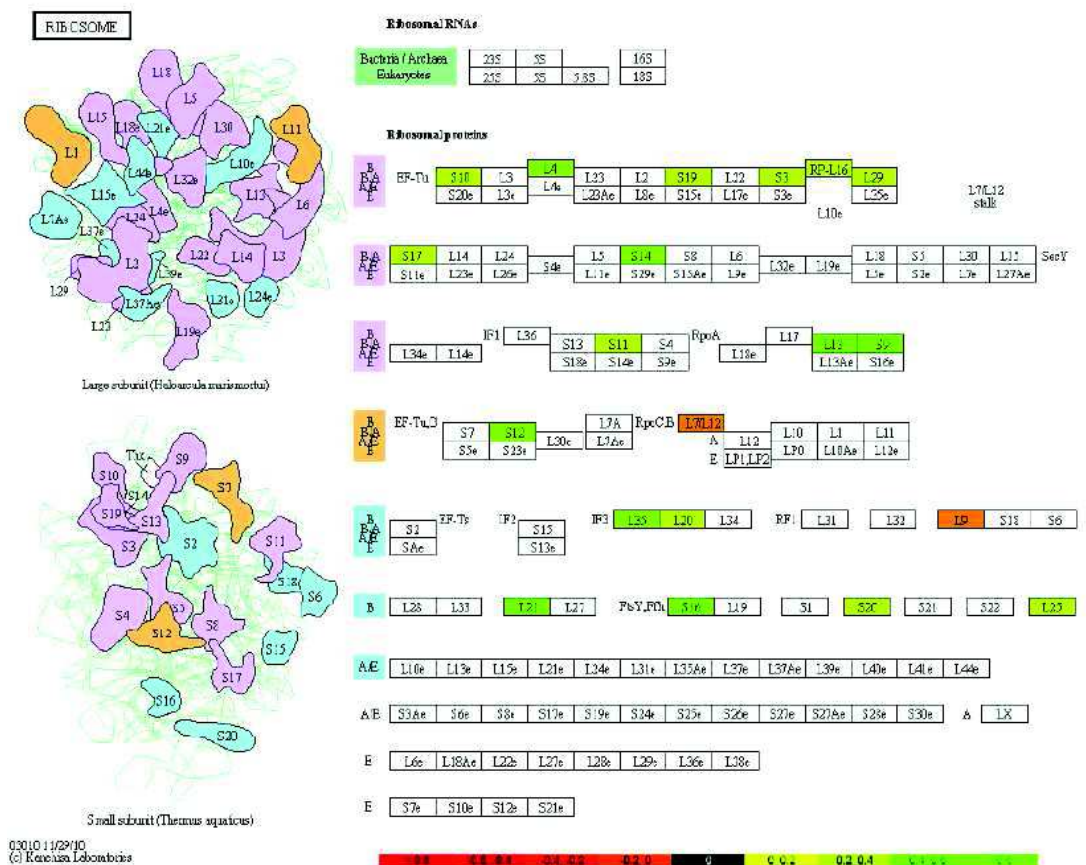 RIBOSOME
Ribosomal RNAs
Bacteria / Archaea 23S 5S 16S
Eukaryotes 25S 5S 5.8S 18S
Ribosomal proteins
EF-Tu S10 L3 L4 L23 L2 S19 L22 S3 RP-L16 L29
S20e L3e L4e L23Ae L8e S15e L17e S3e L10e L35e
L7/L12 stalk
S17 L14 L24 L5 S14 S8 L6 L18 S5 L30 L15 SecY
S11e L23e L26e S4e L11e S29e S15Ae L9e L32e L19e L5e S2e L7e L27Ae
IF1 L36 S13 S11 S4 RpoA L17 L13 S9
L34e L14e S18e S14e S9e L18e L13Ae S16e
EF-Tu,G S7 S12 L7A RpoC,B L7/L12 L10 L1 L11
S5e S23e L30e L7Ae A L12 LP0 L10Ae L12e
E LP1,LP2
S2 EF-Ts IF2 S15 IF3 L35 L20 L34 RF1 L31 L32 L9 S18 S6
SAe S13e
B L28 L33 L21 L27 S16 L19 S1 S20 S21 S22 L25
A/E L10e L13e L15e L21e L24e L31e L35Ae L37e L37Ae L39e L40e L41e L44e
A/E S3Ae S6e S8e S17e S19e S24e S25e S26e S27e S27Ae S28e S30e A LX
E L6e L18Ae L22e L27e L28e L29e L36e L38e
E S7e S10e S12e S21e
L18
L5
L15 L18e L21e L30 L11
L1
L44e L10e
L32e
L15e L13
L7Ae L24 L4e L6
L37e
L2 L22 L14 L3
L39e
L29
L37Ae L31e L24e
L23
L19e
Large subunit (Haloarcula marismortui)
S9
S10
S14 S7
S19 S13
S3 S2 S11
S18 S6
S4 S5
S12 S8
S15
S17
S16
S20
Small subunit (Thermus aquaticus)
03010 11/29/10
(c) Kanehisa Laboratories
0